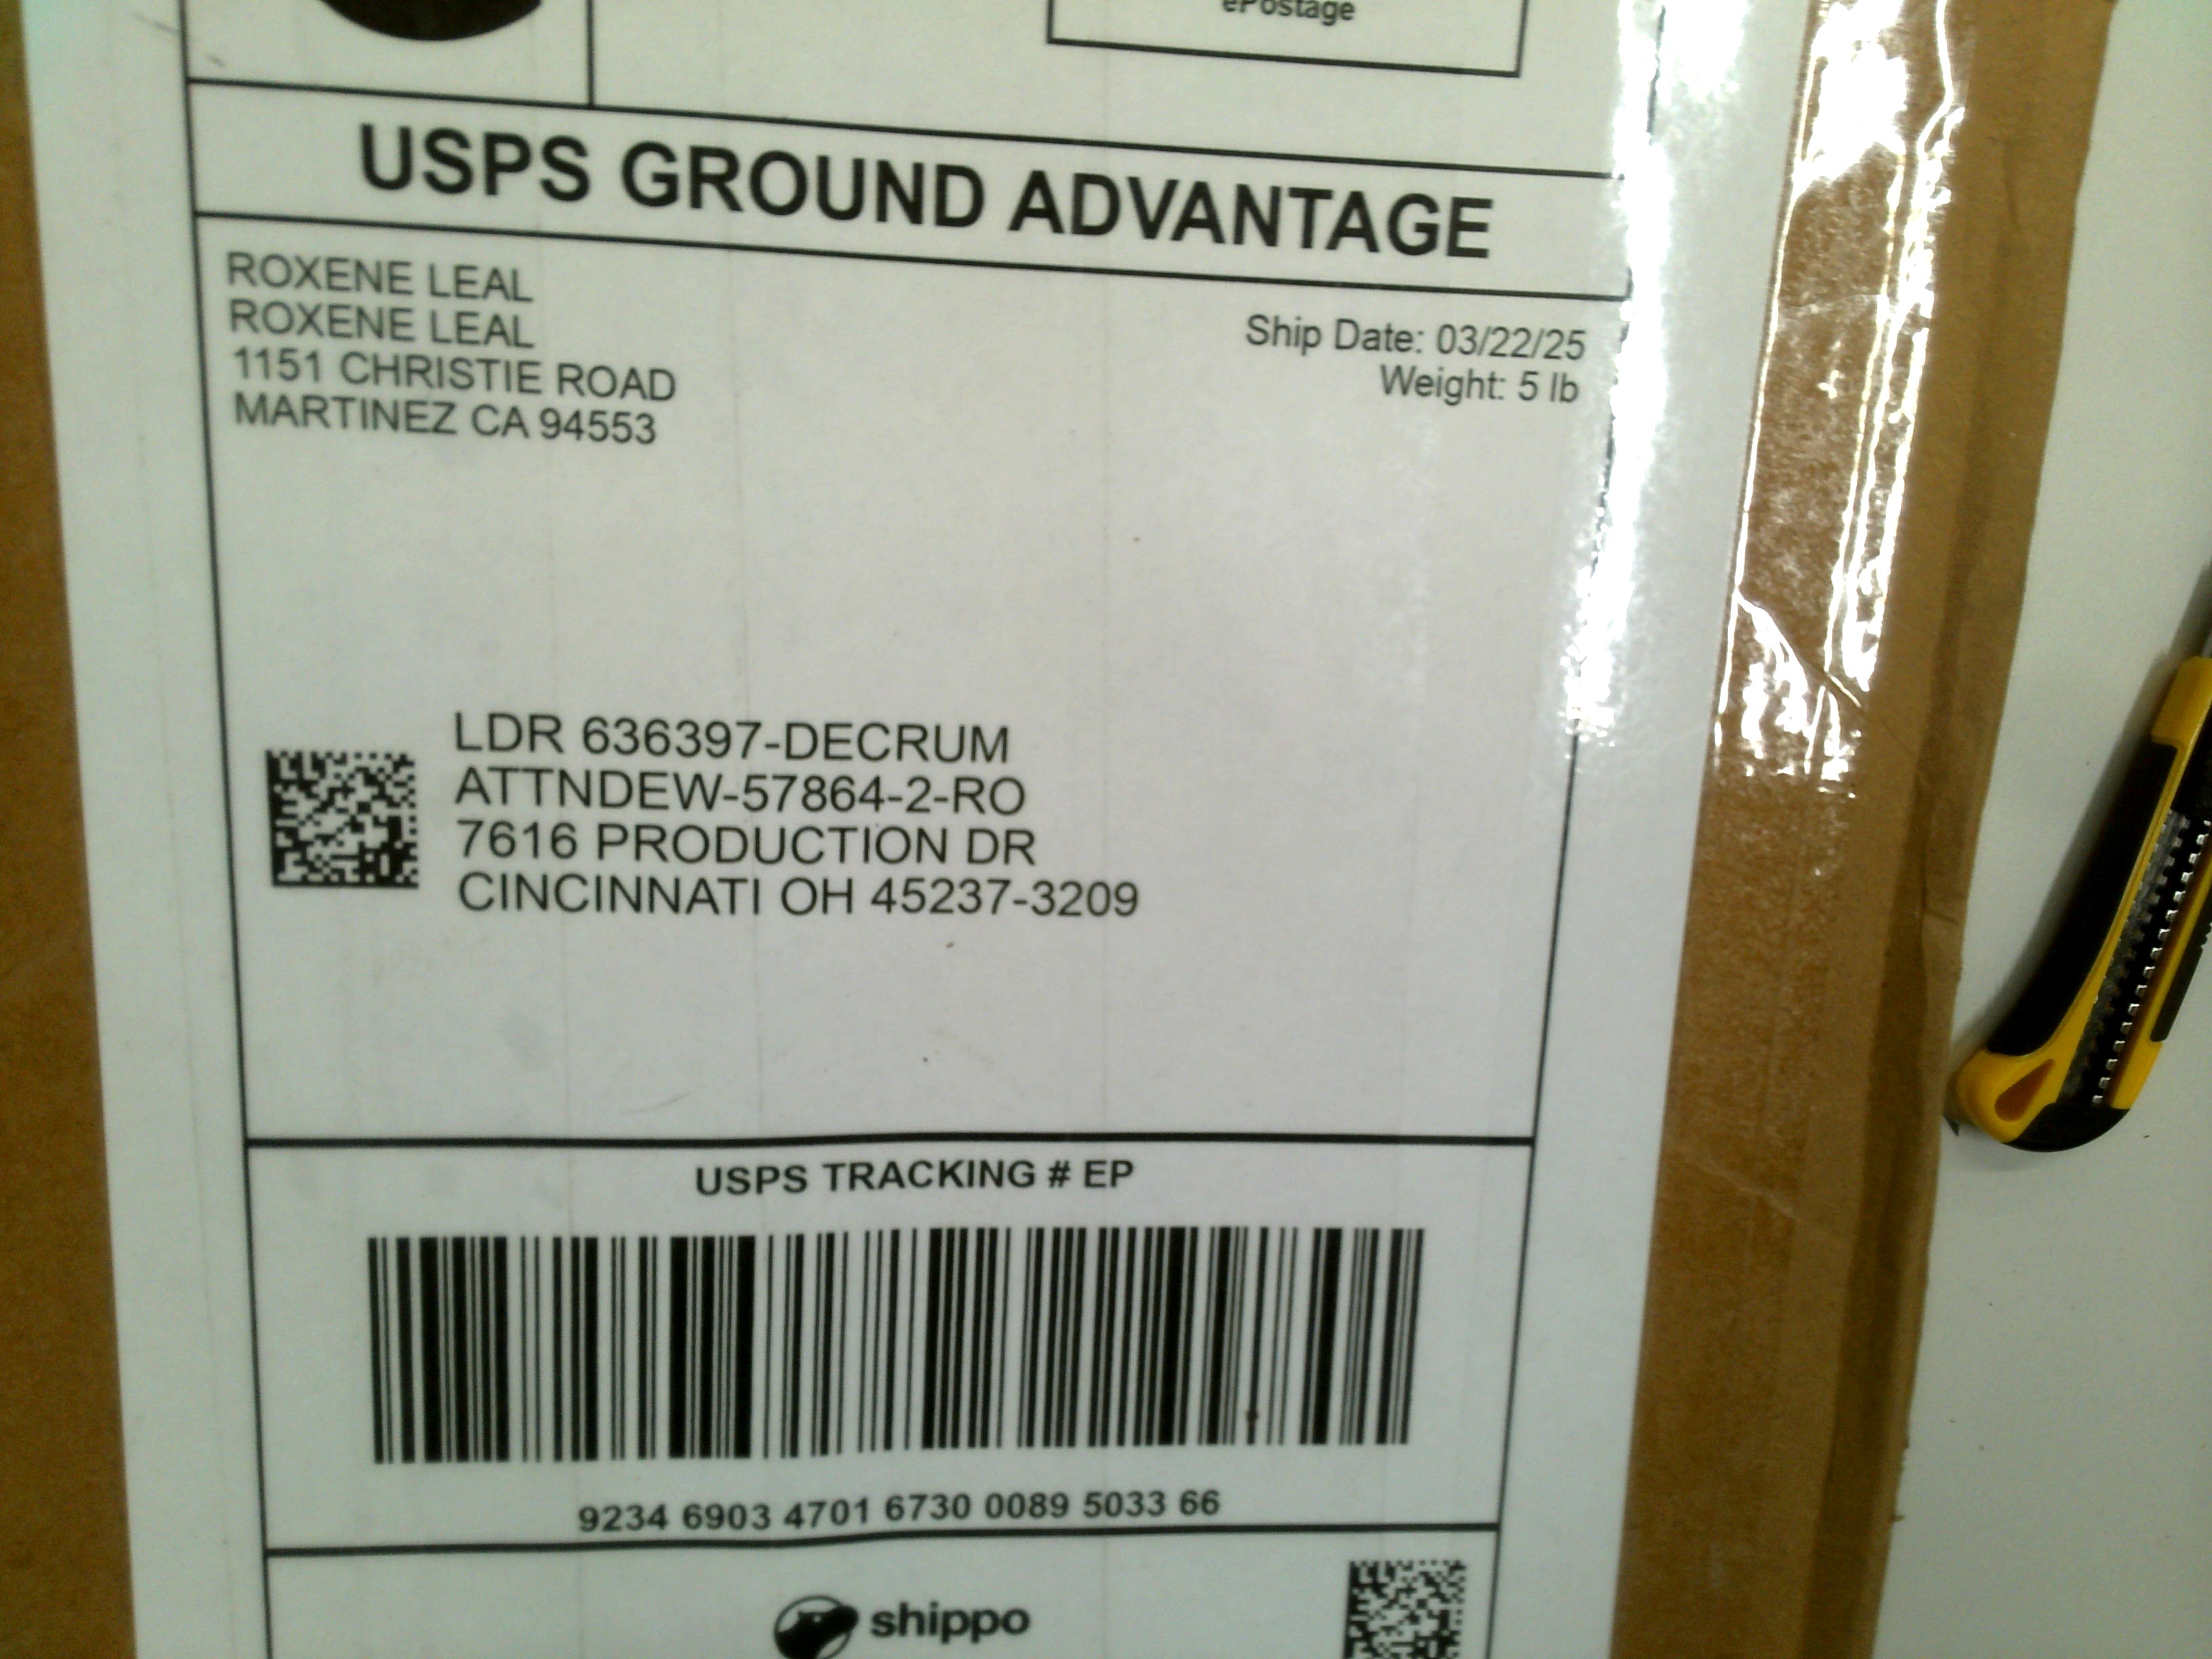 ePostage
USPS GROUND ADVANTAGE
ROXENE LEAL
ROXENE LEAL
1151 CHRISTIE ROAD
MARTINEZ CA 94553
Ship Date: 03/22/25
Weight: 5 lb
LDR 636397-DECRUM
ATTNDEW-57864-2-RO
7616 PRODUCTION DR
CINCINNATI OH 45237-3209
USPS TRACKING # EP
9234 6903 4701 6730 0089 5033 66
shippo